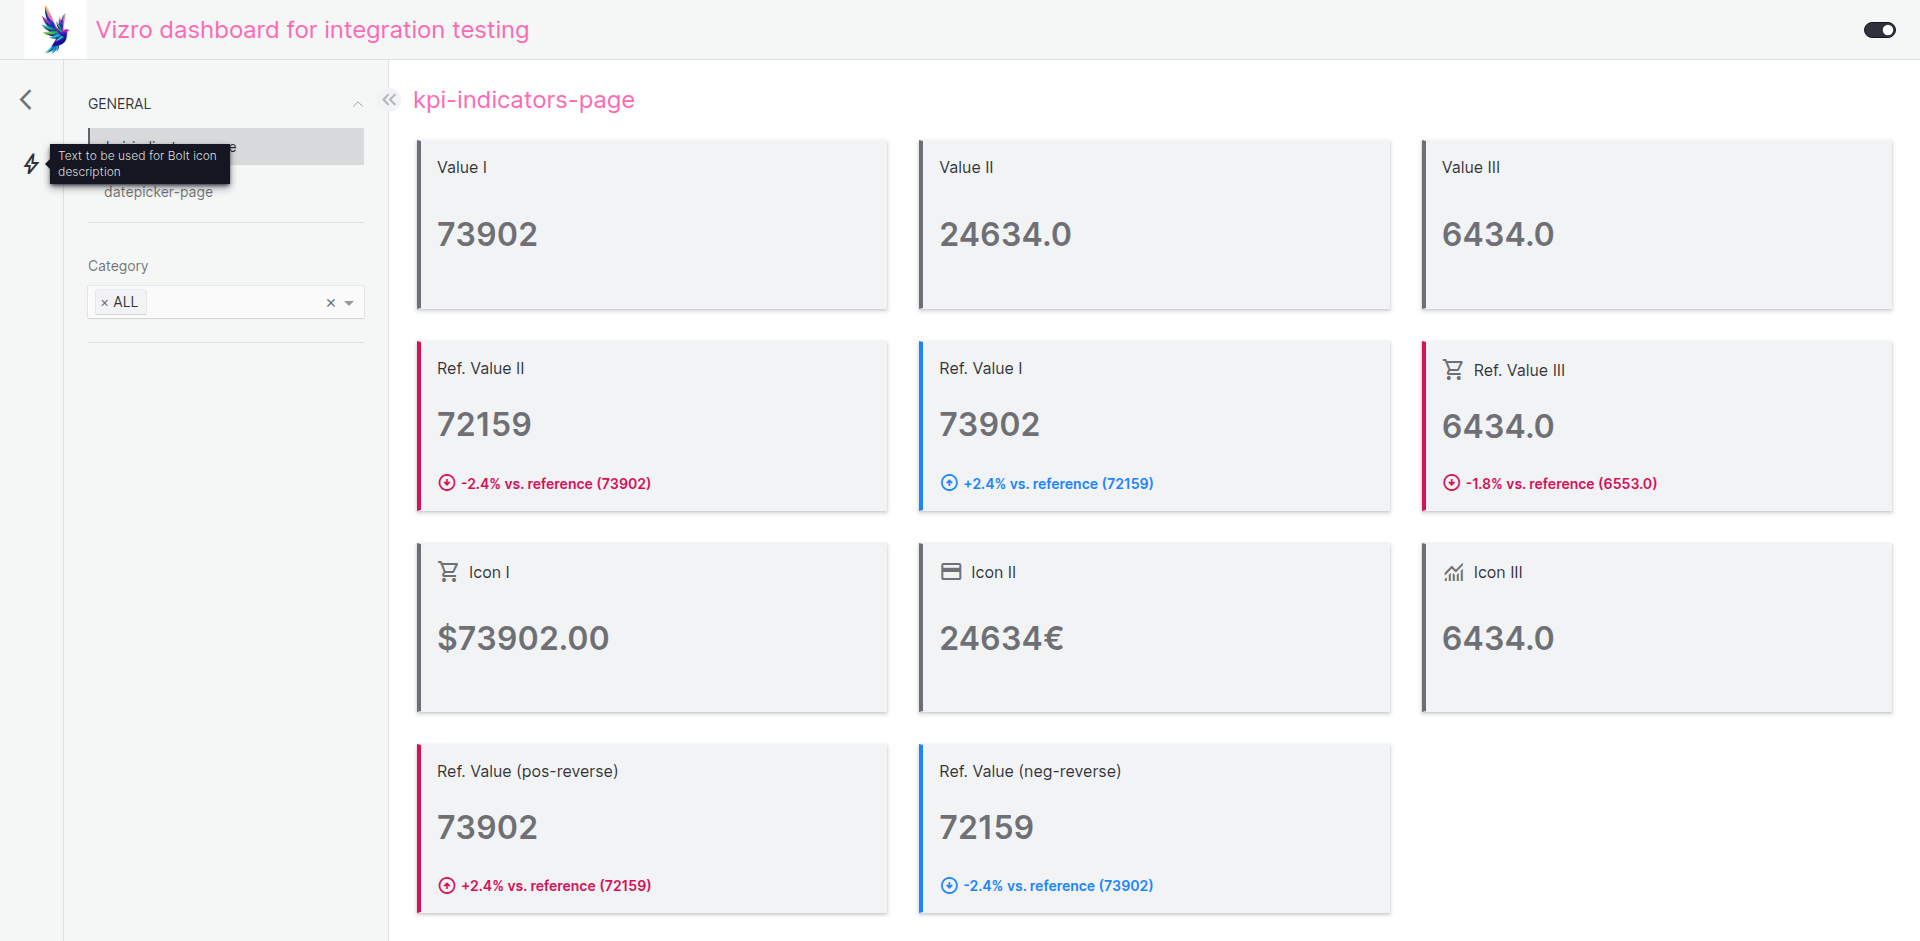 Vizro dashboard for integration testing
GENERAL
Text to be used for Bolt icon
description
datepicker-page
Category
× ALL
kpi-indicators-page
Value I
73902
Value II
24634.0
Value III
6434.0
Ref. Value II
72159
-2.4% vs. reference (73902)
Ref. Value I
73902
+2.4% vs. reference (72159)
Ref. Value III
6434.0
-1.8% vs. reference (6553.0)
Icon I
$73902.00
Icon II
24634€
Icon III
6434.0
Ref. Value (pos-reverse)
73902
+2.4% vs. reference (72159)
Ref. Value (neg-reverse)
72159
-2.4% vs. reference (73902)